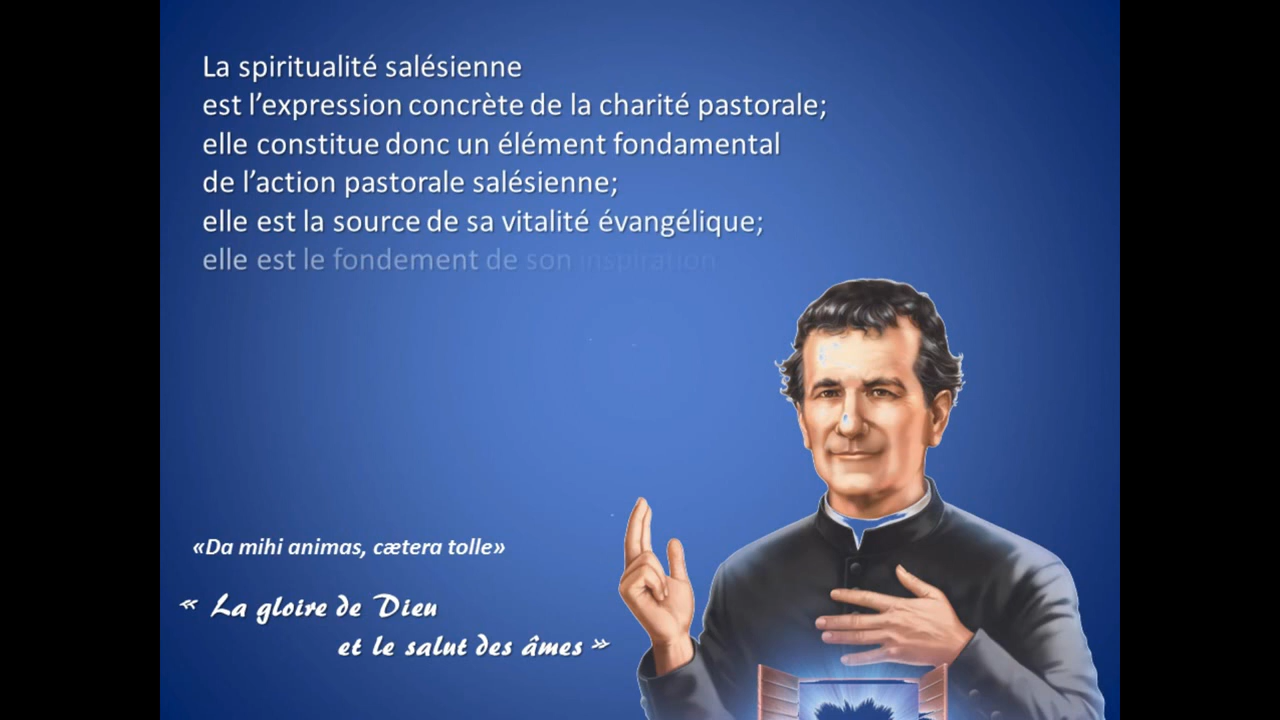 La spiritualité salésienne
est l’expression concrète de la charité pastorale;
elle constitue donc un élément fondamental
de l’action pastorale salésienne;
elle est la source de sa vitalité évangélique;
elle est le fondement de son inspiration
«Da mihi animas, cætera tolle»
« La gloire de Dieu
et le salut des âmes »